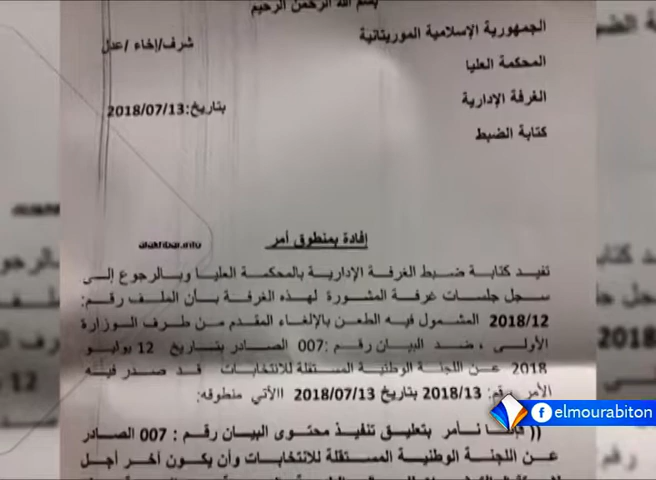 بسم الله الرحمن الرحيم
الجمهورية الإسلامية الموريتانية
شرف/إخاء /عدل
المحكمة العليا
الغرفة الإدارية
بتاريخ:2018/07/13
كتابة الضبط
إفادة بمنطوق أمر
alakhbar.info
تفيد كتابة ضبط الغرفة الإدارية بالمحكمة العليا وبالرجوع إلى
سجل جلسات غرفة المشورة لهذه الغرفة بان الملف رقم:
2018/12 المشمول فيه الطعن بالإلغاء المقدم من طرف الوزارة
الأولى ، ضد البيان رقم :007 الصادر بتاريخ 12 يوليو
2018 عن اللجنة الوطنية المستقلة للانتخابات قد صدر فيه
الأمر رقم: 2018/13 بتاريخ 2018/07/13 الآتي منطوقه:
(( فإننا نأمر بتعليق تنفيذ محتوى البيان رقم : 007 الصادر
عن اللجنة الوطنية المستقلة للانتخابات وأن يكون آخر أجل
elmourabiton